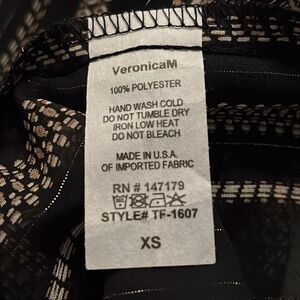 VeronicaM
100% POLYESTER
HAND WASH COLD
DO NOT TUMBLE DRY
IRON LOW HEAT
DO NOT BLEACH
MADE IN U.S.A.
OF IMPORTED FABRIC
RN # 147179
STYLE# TF-1607
XS